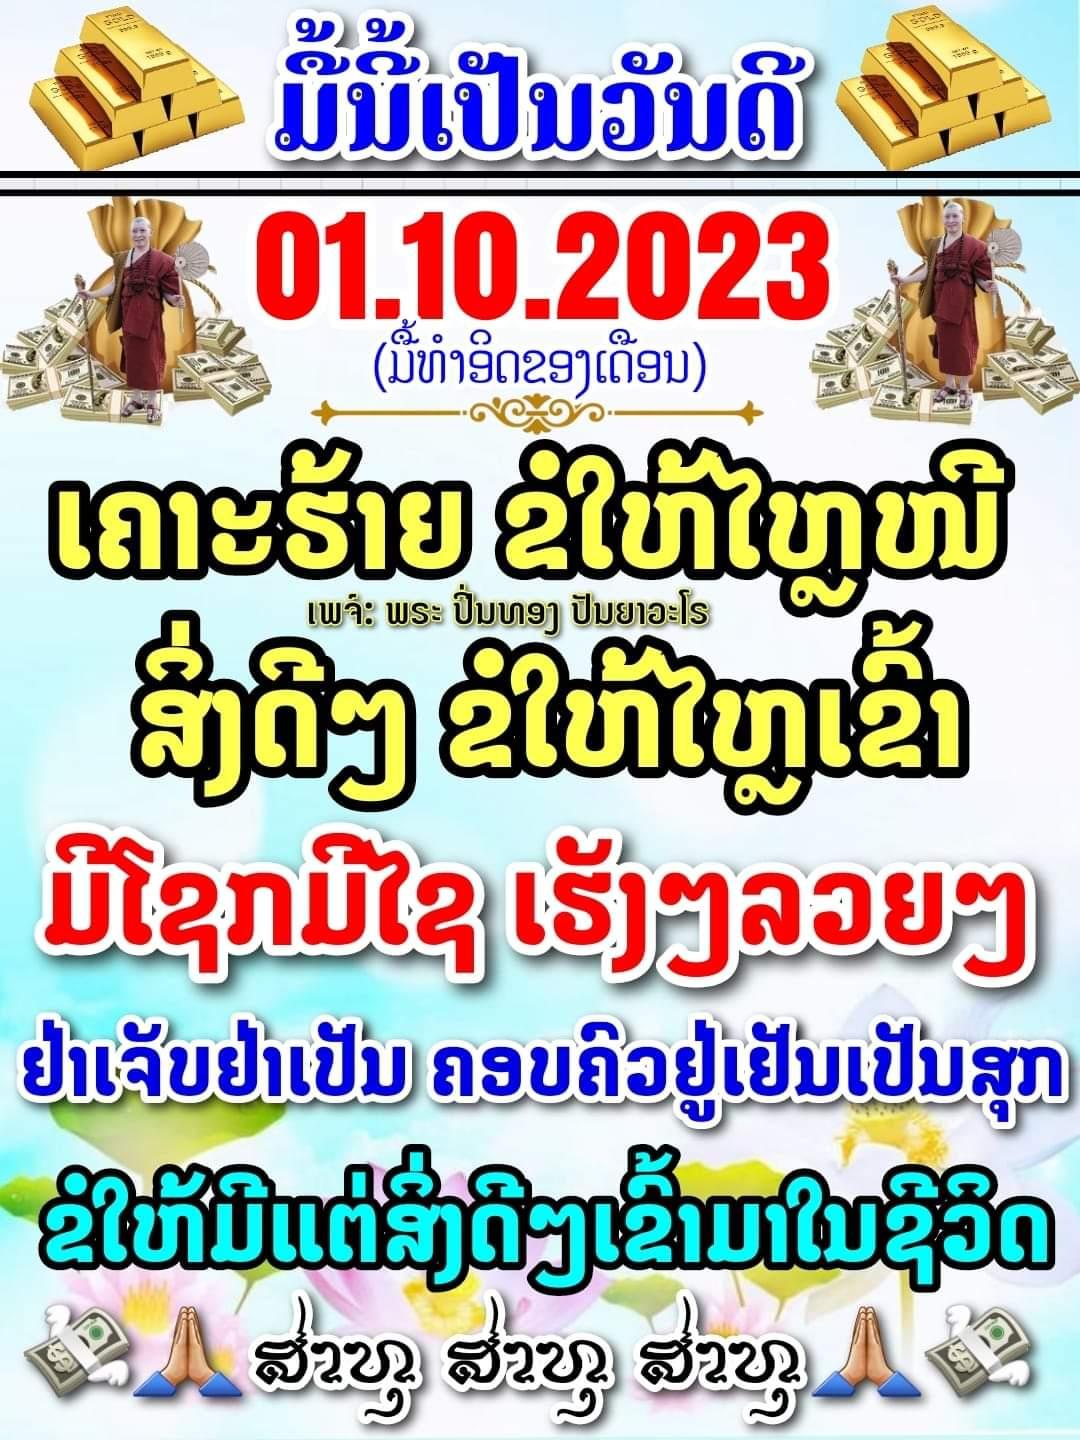 ມື້ນີ້ເປັນວັນດີ
01.10.2023
(ມື້ທຳອິດຂອງເດືອນ)
ເຄາະຮ້າຍ ຂໍໃຫ້ໄຫຼໜີ
ເພຈ໌: ພຣະ ປິ່ນທອງ ປັນຍາວະໂຣ
ສິ່ງດີໆ ຂໍໃຫ້ໄຫຼເຂົ້າ
ມີໂຊກມີໄຊ ເຮັງໆລວຍໆ
ຢ່າເຈັບຢ່າເປັນ ຄອບຄົວຢູ່ເຢັນເປັນສຸກ
ຂໍໃຫ້ມີແຕ່ສິ່ງດີໆເຂົ້າມາໃນຊີວິດ
ສ່າທຸ ສ່າທຸ ສ່າທຸ